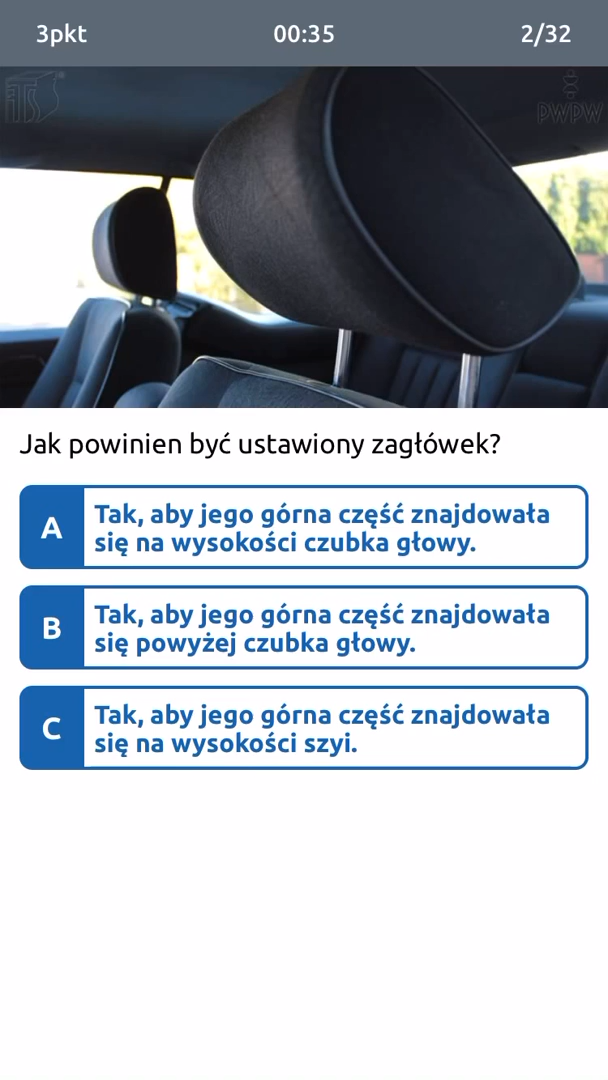 3pkt 00:35 2/32
ITS
PWPW
Jak powinien być ustawiony zagłówek?
A
Tak, aby jego górna część znajdowała
się na wysokości czubka głowy.
B
Tak, aby jego górna część znajdowała
się powyżej czubka głowy.
C
Tak, aby jego górna część znajdowała
się na wysokości szyi.